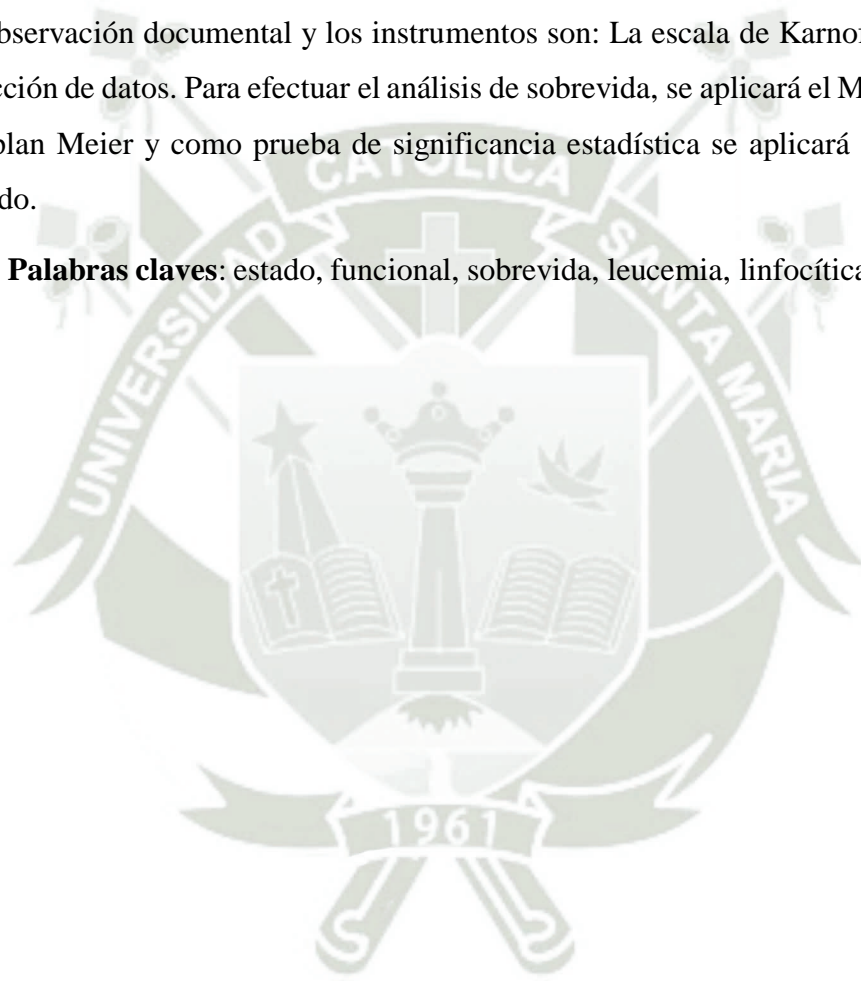 bservación documental y los instrumentos son: La escala de Karnof
cción de datos. Para efectuar el análisis de sobrevida, se aplicará el M
plan Meier y como prueba de significancia estadística se aplicará
do.
Palabras claves: estado, funcional, sobrevida, leucemia, linfocítica
UNIVERSIDAD CATOLICA SANTA MARIA
1961